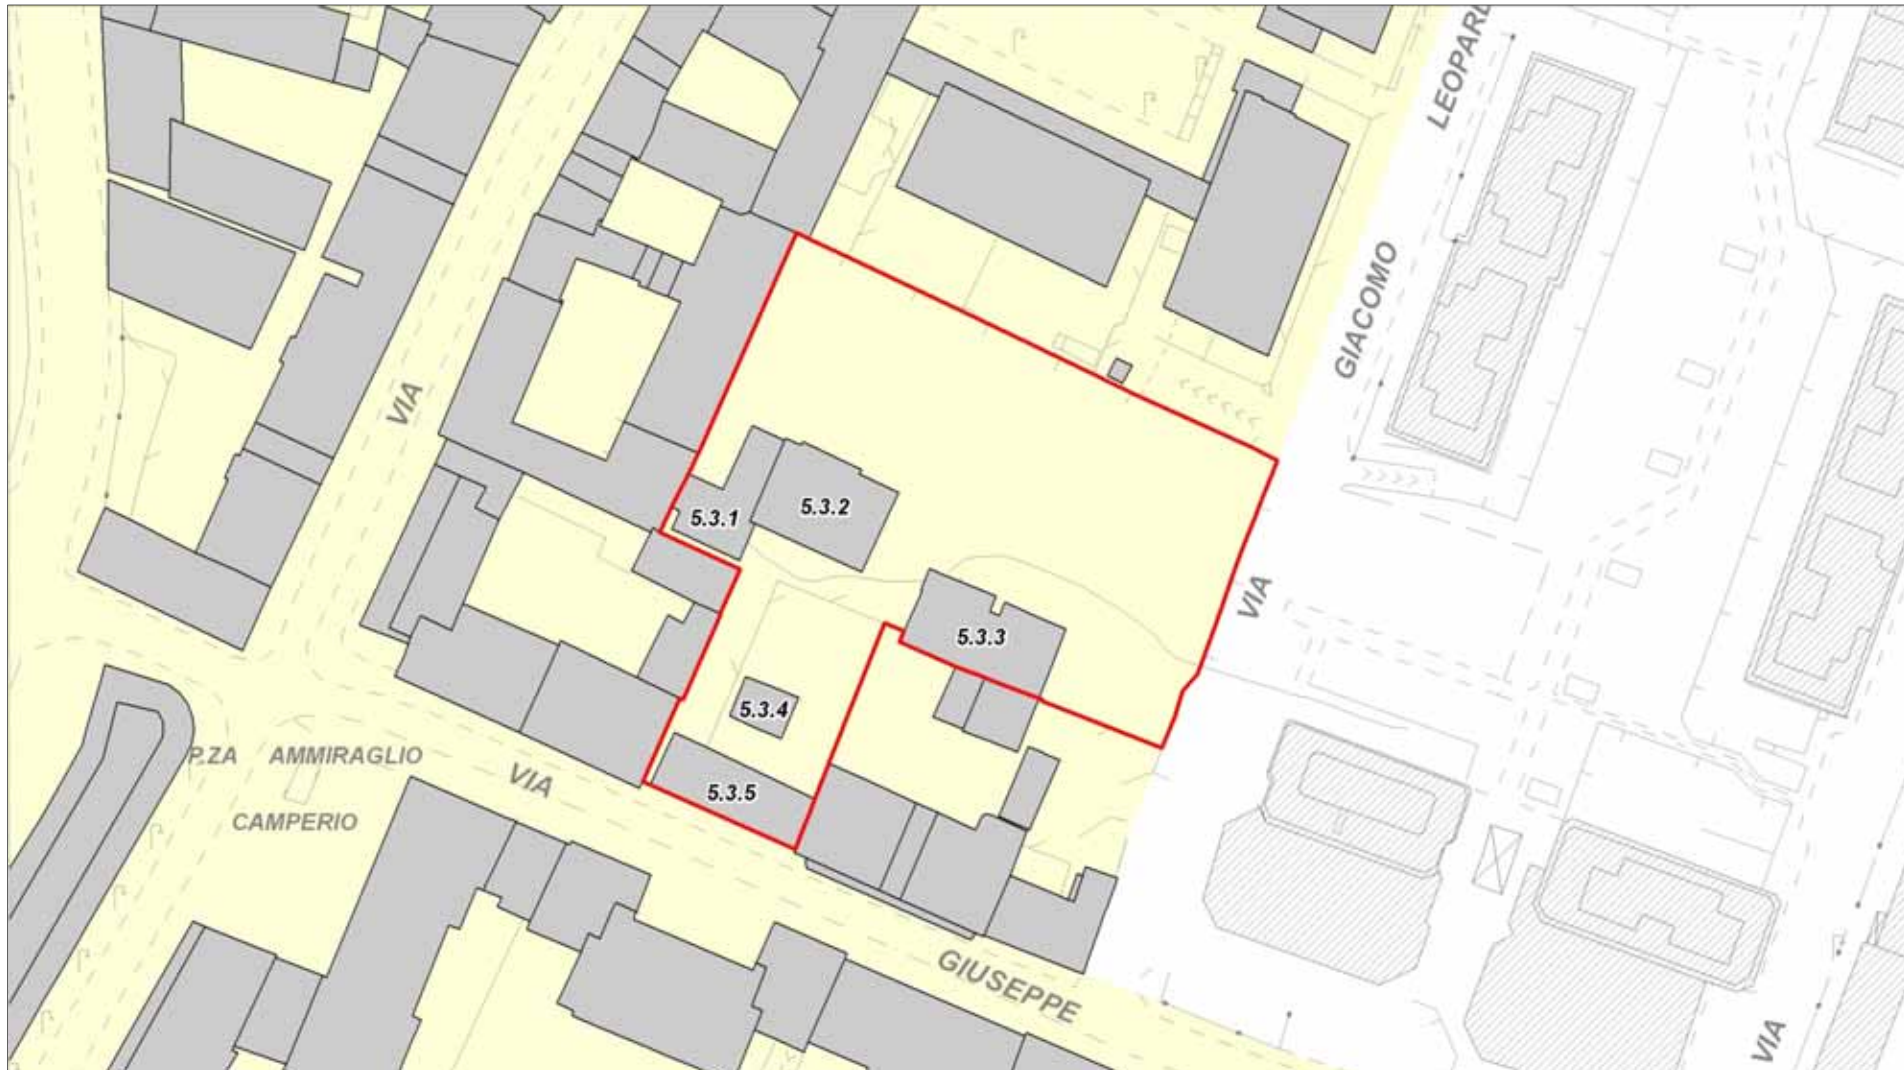 LEOPARD
GIACOMO
VIA
VIA
5.3.1
5.3.2
5.3.3
5.3.4
5.3.5
P.ZA AMMIRAGLIO
CAMPERIO
VIA
GIUSEPPE
VIA